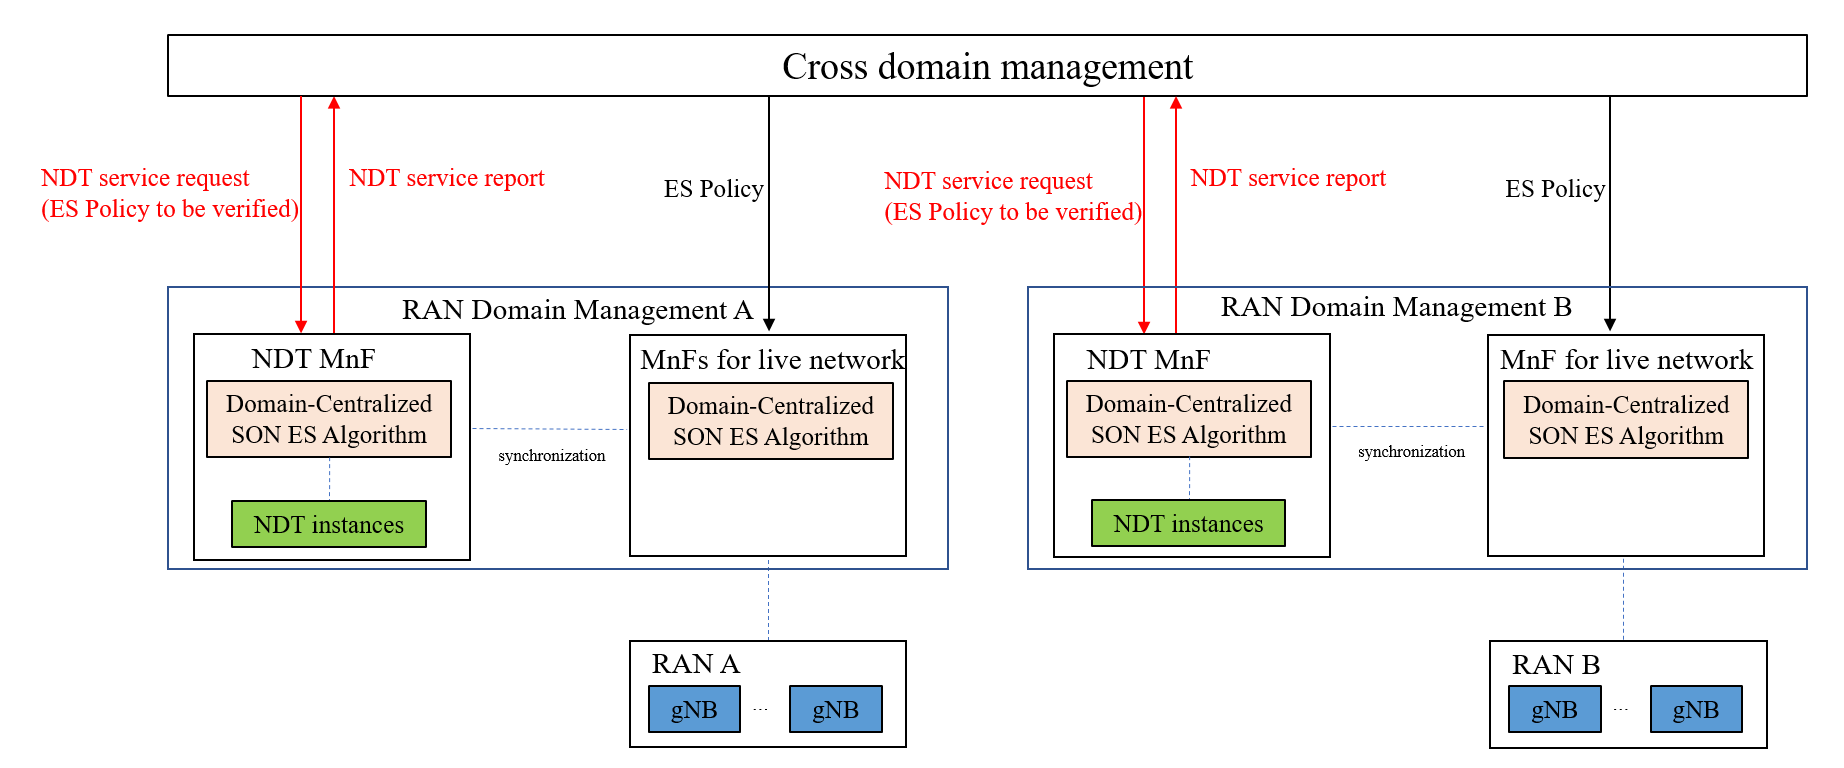 Cross domain management
NDT service request
(ES Policy to be verified)
NDT service report
ES Policy
NDT service request
(ES Policy to be verified)
NDT service report
ES Policy
RAN Domain Management A
NDT MnF
Domain-Centralized
SON ES Algorithm
NDT instances
synchronization
MnFs for live network
Domain-Centralized
SON ES Algorithm
RAN Domain Management B
NDT MnF
Domain-Centralized
SON ES Algorithm
NDT instances
synchronization
MnF for live network
Domain-Centralized
SON ES Algorithm
RAN A
gNB ... gNB
RAN B
gNB ... gNB